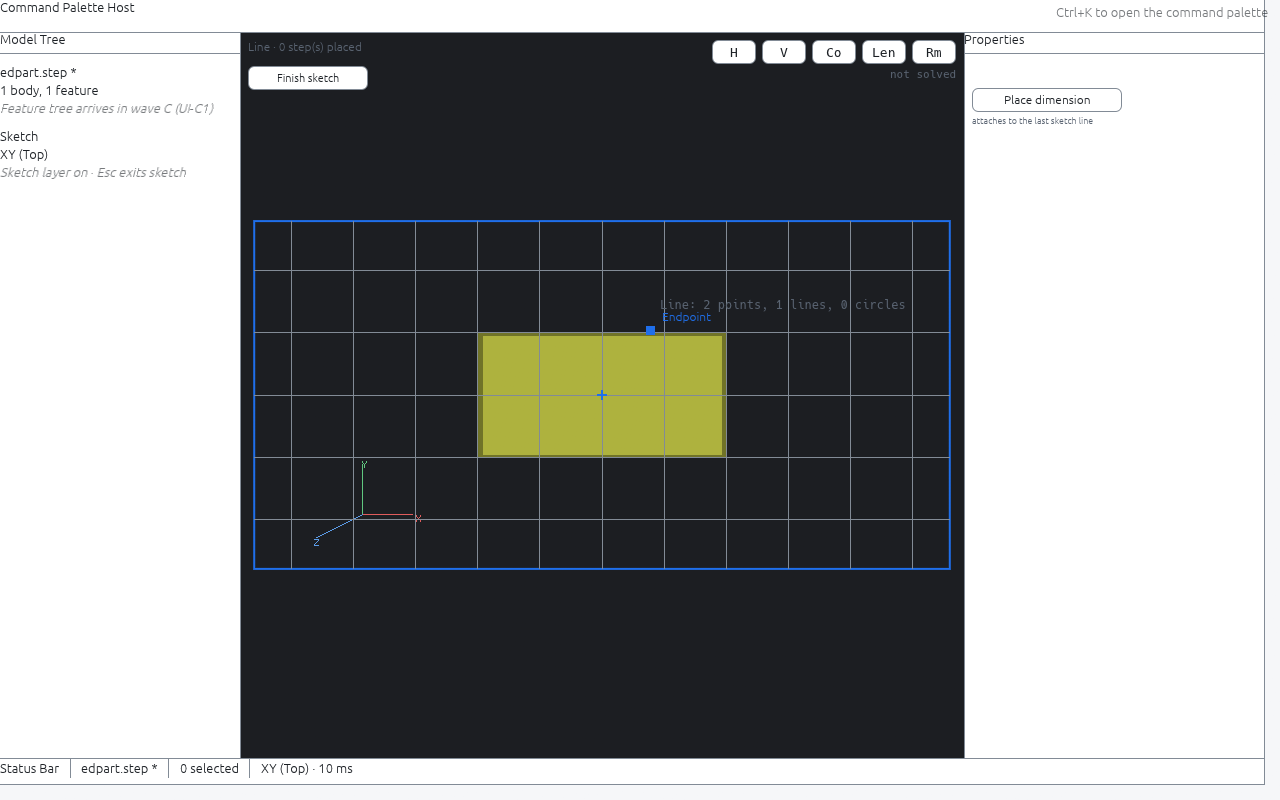 Command Palette Host
Ctrl+K to open the command palette
Model Tree
Properties
edpart.step *
1 body, 1 feature
Feature tree arrives in wave C (UI-C1)
Sketch
XY (Top)
Sketch layer on · Esc exits sketch
Line · 0 step(s) placed
Finish sketch
H V Co Len Rm
not solved
Place dimension
attaches to the last sketch line
Line: 2 points, 1 lines, 0 circles
Endpoint
Y
X
Z
Status Bar edpart.step * 0 selected XY (Top) · 10 ms